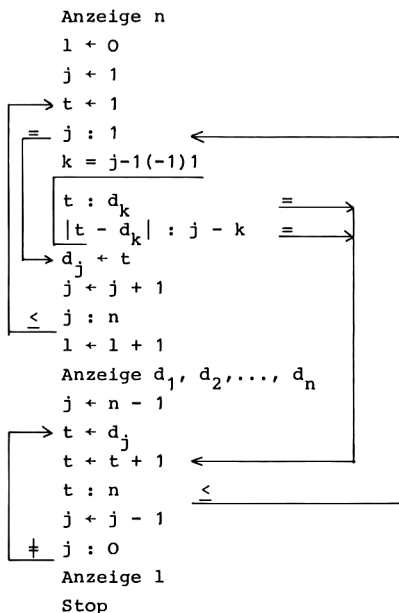 Anzeige n
l ← 0
j ← 1
t ← 1
= j : 1
k = j-1(-1)1
t : d_k =
|t - d_k| : j - k =
d_j ← t
j ← j + 1
≤ j : n
l ← l + 1
Anzeige d_1, d_2,..., d_n
j ← n - 1
t ← d_j
t ← t + 1
t : n ≤
j ← j - 1
≠ j : 0
Anzeige l
Stop